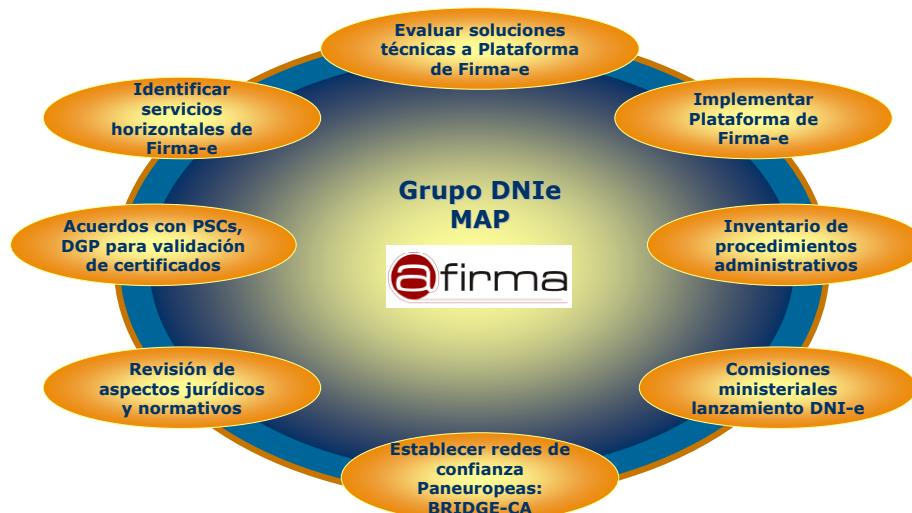 Evaluar soluciones
técnicas a Plataforma
de Firma-e
Identificar
servicios
horizontales de
Firma-e
Implementar
Plataforma de
Firma-e
Grupo DNIe
MAP
afirma
Acuerdos con PSCs,
DGP para validación
de certificados
Inventario de
procedimientos
administrativos
Revisión de
aspectos jurídicos
y normativos
Comisiones
ministeriales
lanzamiento DNI-e
Establecer redes de
confianza
Paneuropeas:
BRIDGE-CA